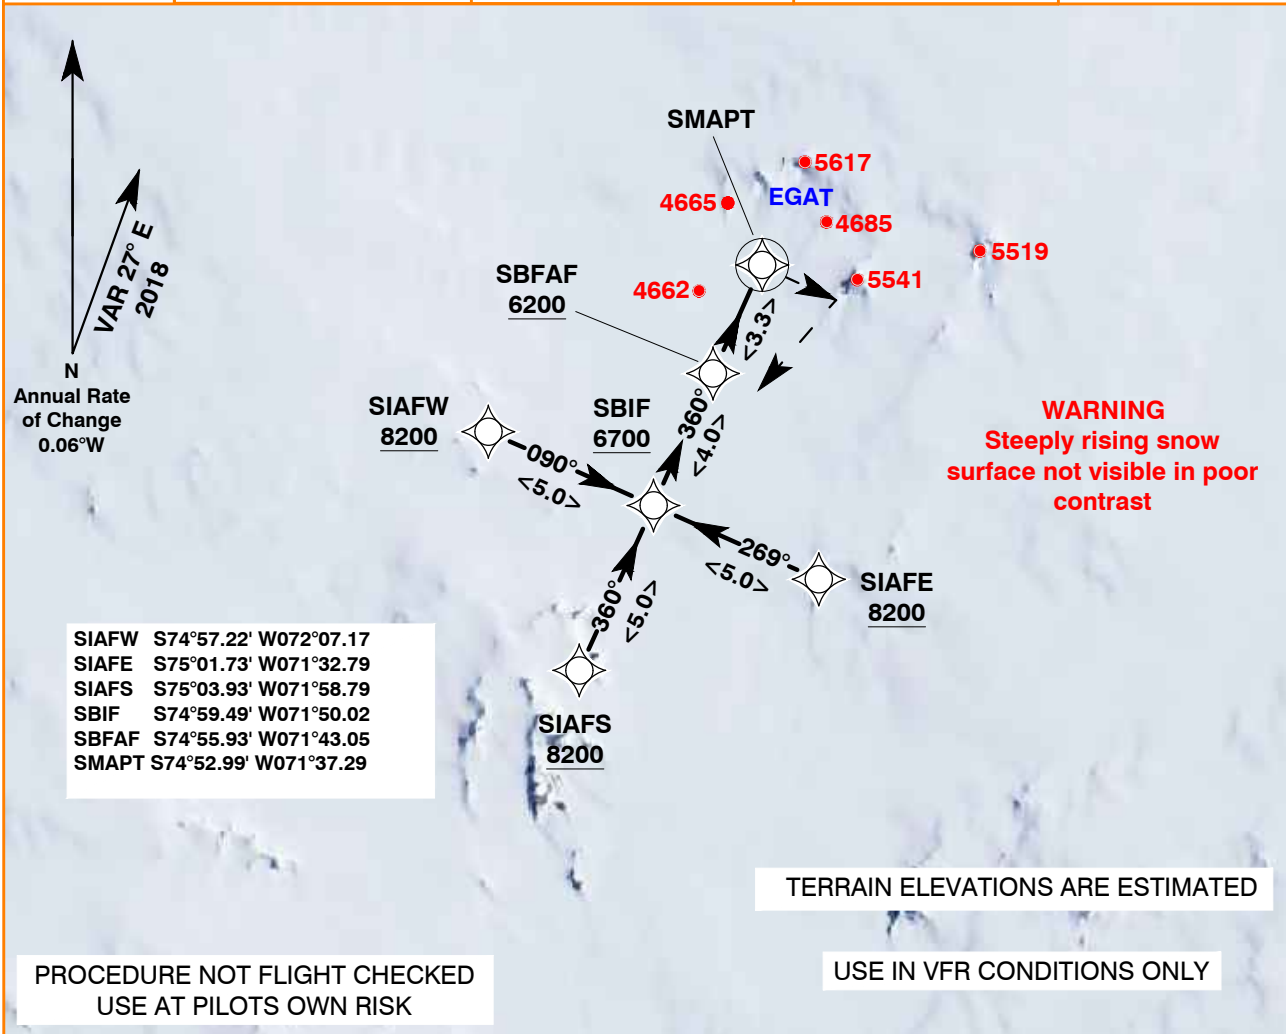 SMAPT
5617
EGAT
4665
4685
5519
SBFAF
6200
4662
5541
VAR 27° E
2018
<3.3>
N
Annual Rate
of Change
0.06°W
SIAFW
8200
SBIF
6700
360°
<4.0>
WARNING
Steeply rising snow
surface not visible in poor
contrast
090°
<5.0>
269°
<5.0>
SIAFE
8200
360°
<5.0>
SIAFS
8200
SIAFW S74°57.22' W072°07.17
SIAFE S75°01.73' W071°32.79
SIAFS S75°03.93' W071°58.79
SBIF S74°59.49' W071°50.02
SBFAF S74°55.93' W071°43.05
SMAPT S74°52.99' W071°37.29
TERRAIN ELEVATIONS ARE ESTIMATED
PROCEDURE NOT FLIGHT CHECKED
USE AT PILOTS OWN RISK
USE IN VFR CONDITIONS ONLY